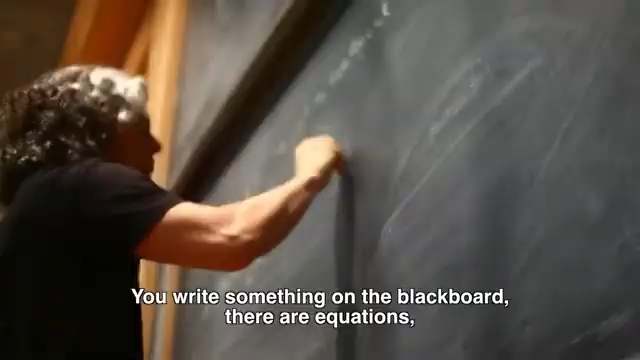 You write something on the blackboard,
there are equations,